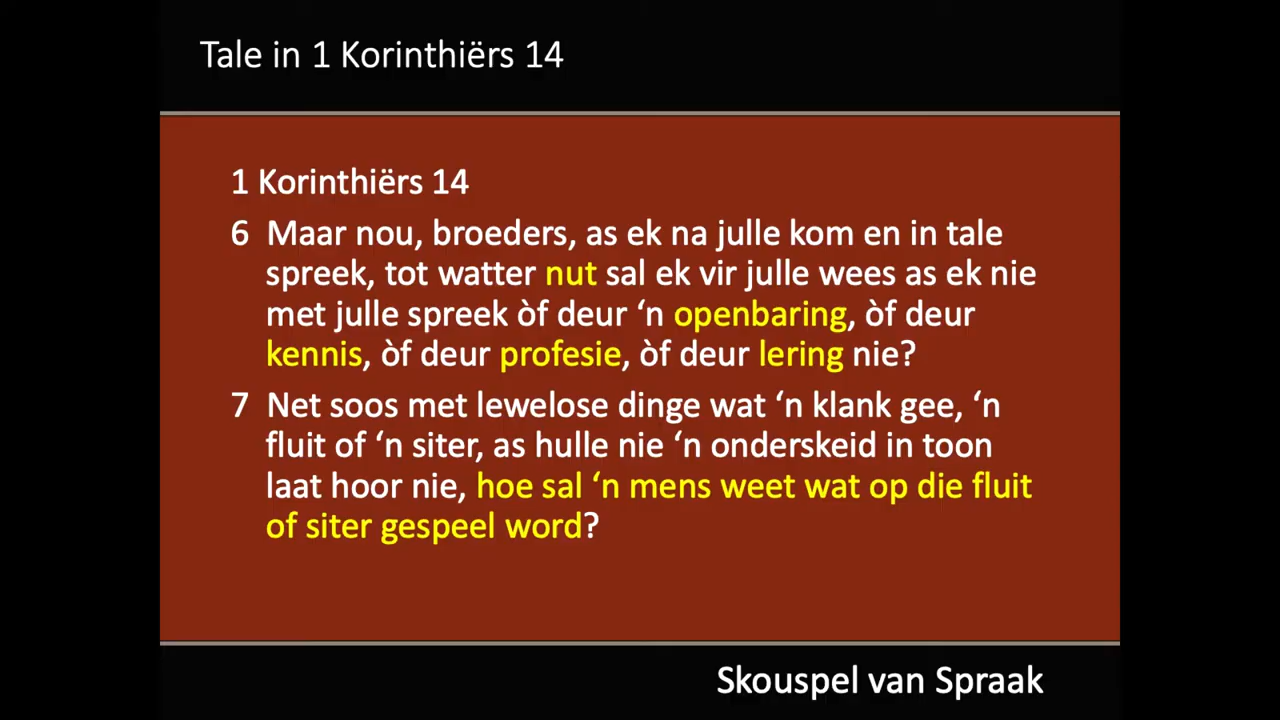 Tale in 1 Korinthiërs 14
1 Korinthiërs 14
6 Maar nou, broeders, as ek na julle kom en in tale
spreek, tot watter nut sal ek vir julle wees as ek nie
met julle spreek òf deur ‘n openbaring, òf deur
kennis, òf deur profesie, òf deur lering nie?
7 Net soos met lewelose dinge wat ‘n klank gee, ‘n
fluit of ‘n siter, as hulle nie ‘n onderskeid in toon
laat hoor nie, hoe sal ‘n mens weet wat op die fluit
of siter gespeel word?
Skouspel van Spraak